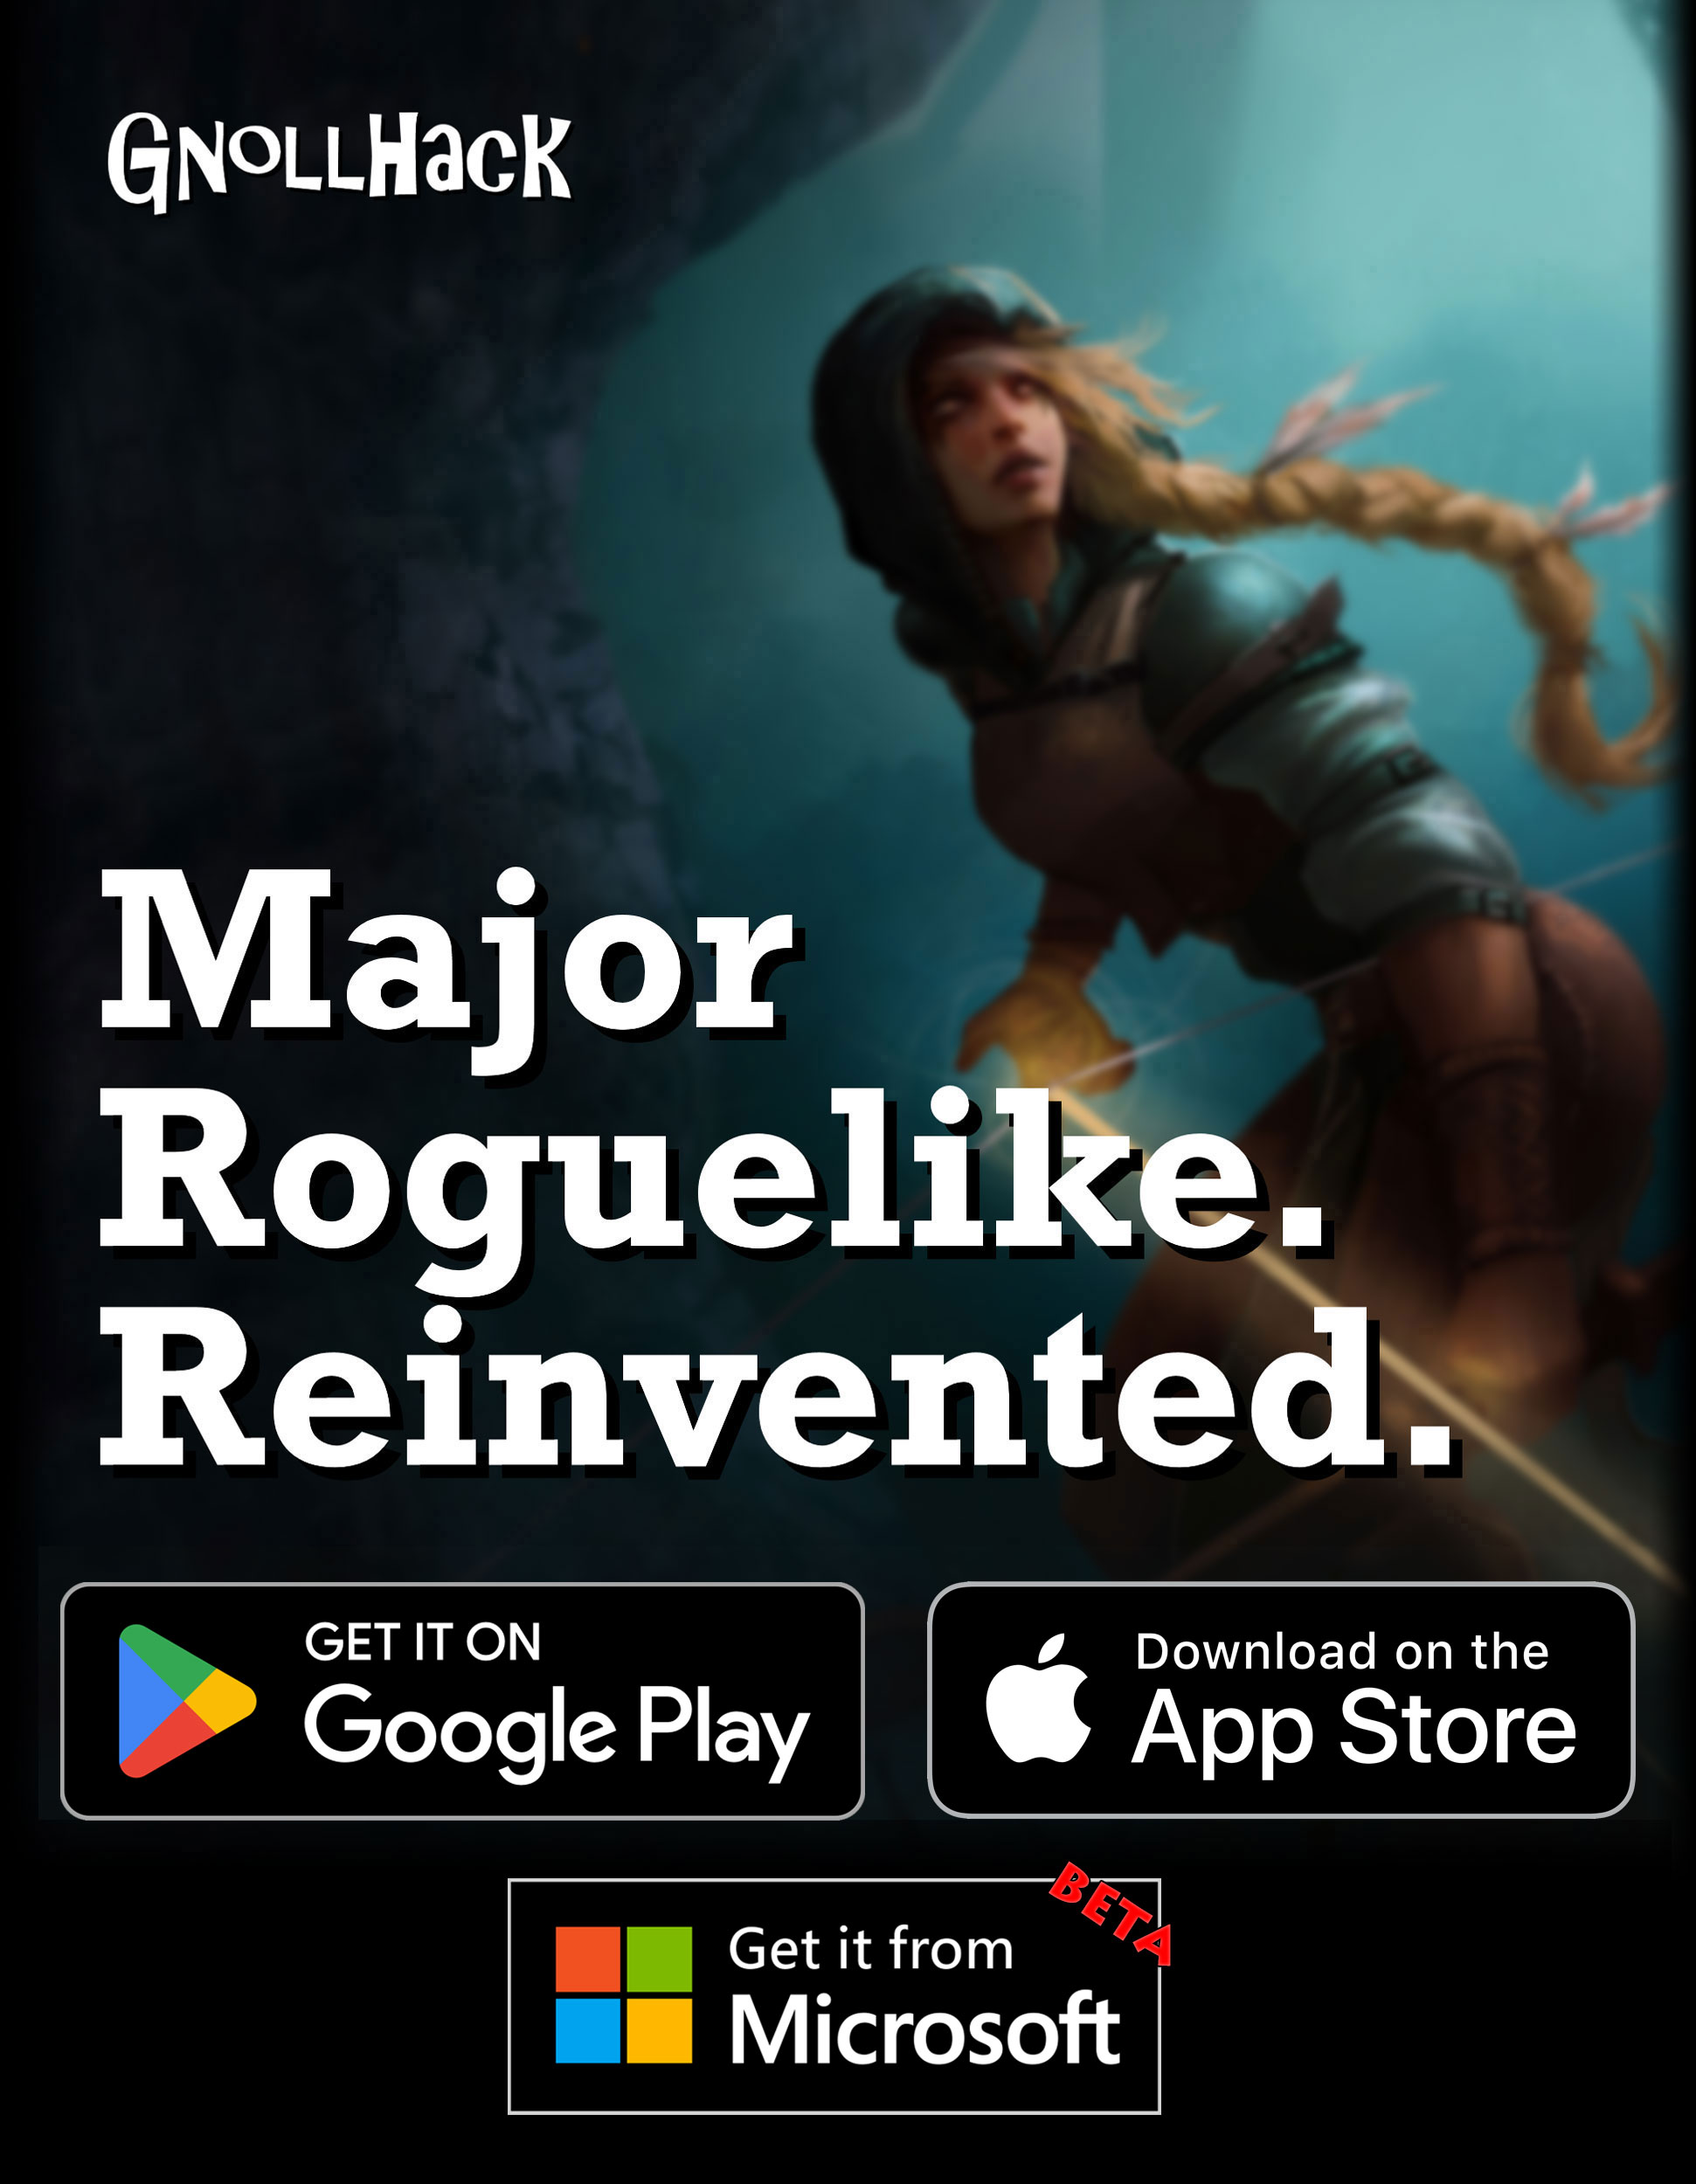 GNOLLHACK
Major
Roguelike.
Reinvented.
GET IT ON
Google Play
Download on the
App Store
BETA
Get it from
Microsoft